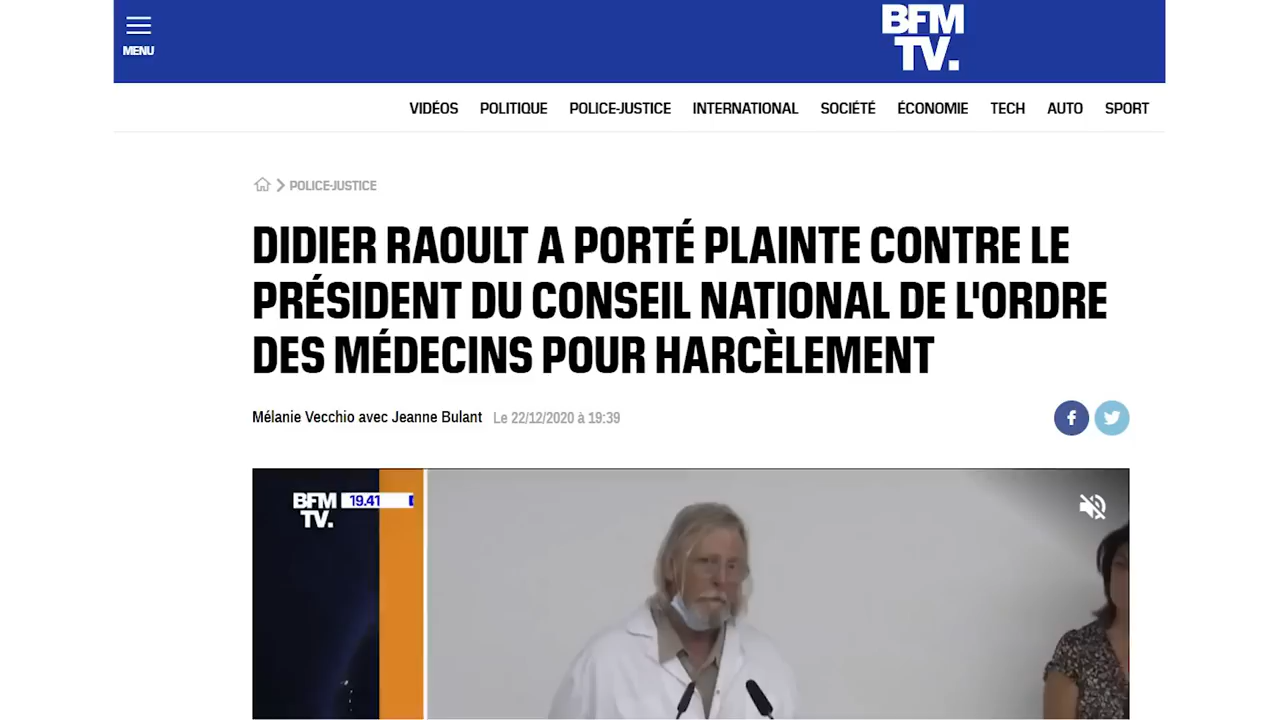 MENU
BFM
TV.
VIDÉOS POLITIQUE POLICE-JUSTICE INTERNATIONAL SOCIÉTÉ ÉCONOMIE TECH AUTO SPORT
POLICE-JUSTICE
DIDIER RAOULT A PORTÉ PLAINTE CONTRE LE
PRÉSIDENT DU CONSEIL NATIONAL DE L'ORDRE
DES MÉDECINS POUR HARCÈLEMENT
Mélanie Vecchio avec Jeanne Bulant Le 22/12/2020 à 19:39
BFM 19.41
TV.